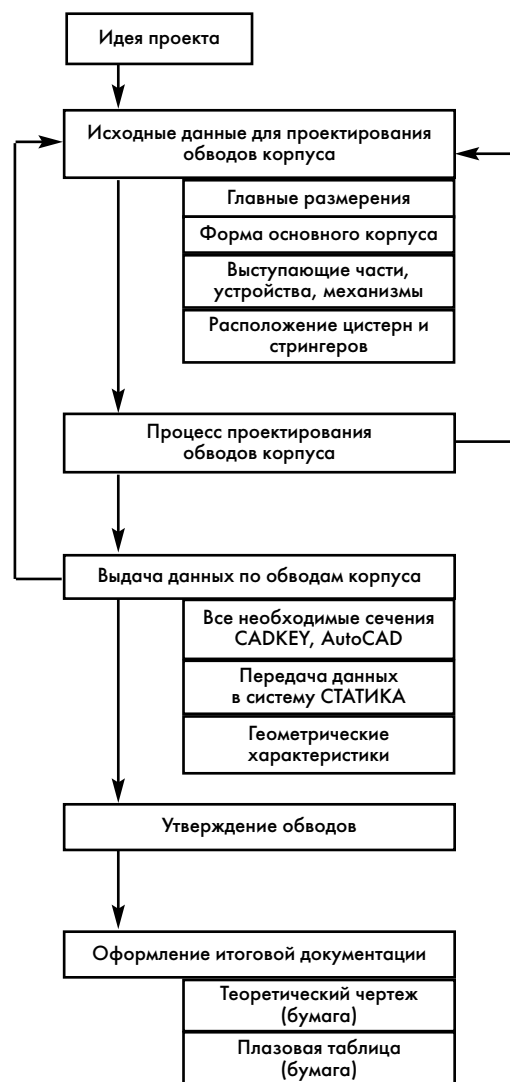 Идея проекта
Исходные данные для проектирования
обводов корпуса
Главные размерения
Форма основного корпуса
Выступающие части,
устройства, механизмы
Расположение цистерн и
стрингеров
Процесс проектирования
обводов корпуса
Выдача данных по обводам корпуса
Все необходимые сечения
CADKEY, AutoCAD
Передача данных
в систему СТАТИКА
Геометрические
характеристики
Утверждение обводов
Оформление итоговой документации
Теоретический чертеж
(бумага)
Плазовая таблица
(бумага)